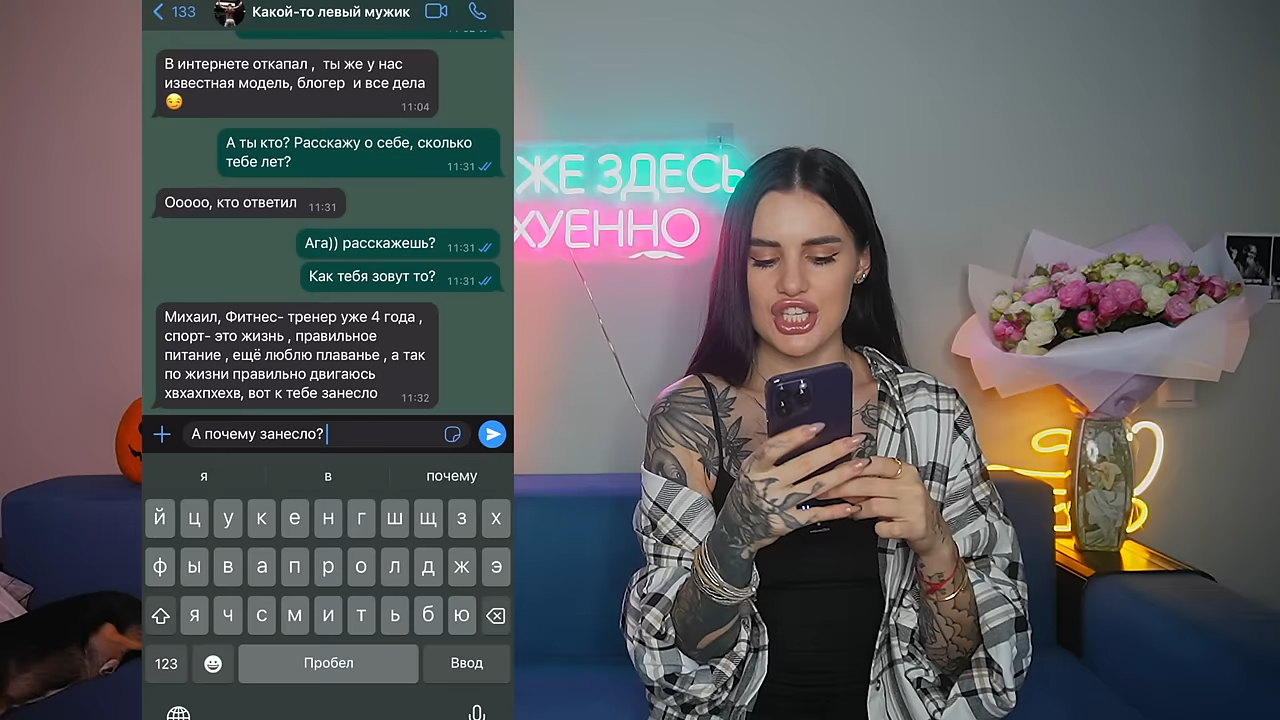 133
Какой-то левый мужик
В интернете откапал , ты же у нас
известная модель, блогер и все дела
😏
11:04
А ты кто? Расскажу о себе, сколько
тебе лет?
11:31
Ооооо, кто ответил 11:31
Ага)) расскажешь? 11:31
Как тебя зовут то? 11:31
Михаил, Фитнес- тренер уже 4 года ,
спорт- это жизнь , правильное
питание , ещё люблю плаванье , а так
по жизни правильно двигаюсь
хвхахпхехв, вот к тебе занесло
11:32
А почему занесло?
я в почему
й ц у к е н г ш щ з х
ф ы в а п р о л д ж э
я ч с м и т ь б ю
123 Пробел Ввод
ЖЕ ЗДЕСЬ
ХУЕННО